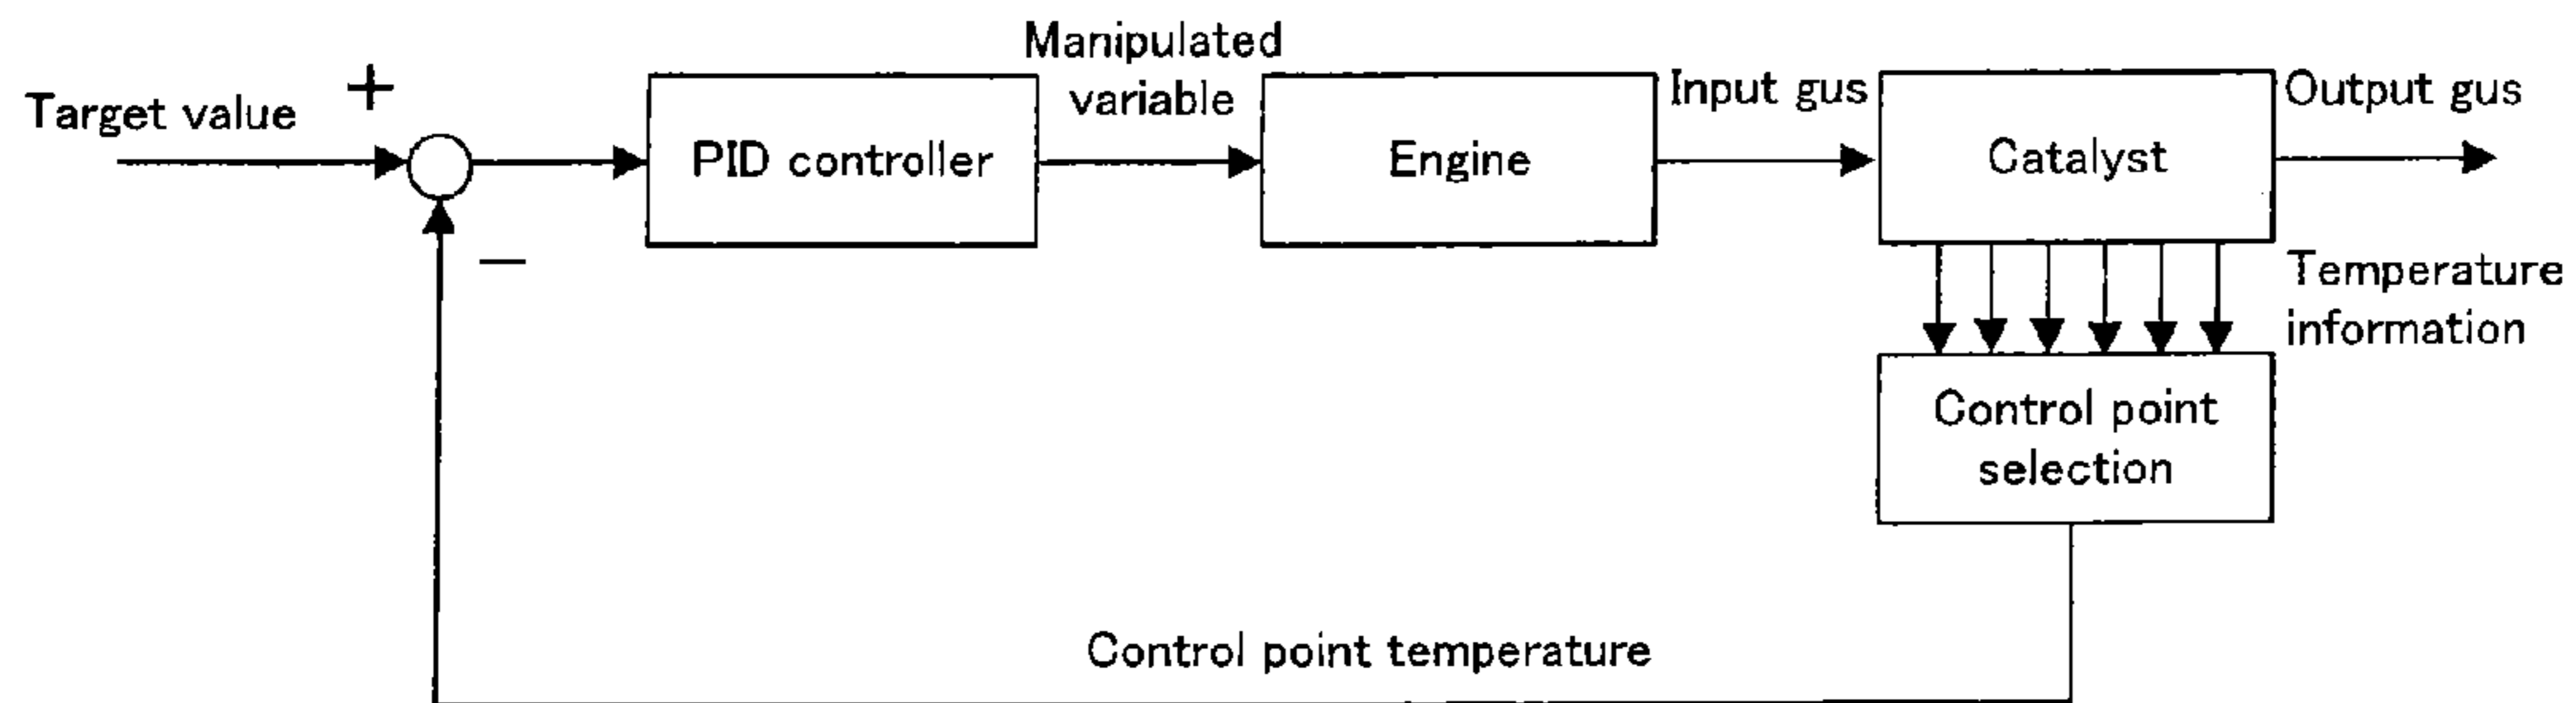 Target value
+
−
PID controller
Manipulated
variable
Engine
Input gus
Catalyst
Output gus
Temperature
information
Control point
selection
Control point temperature